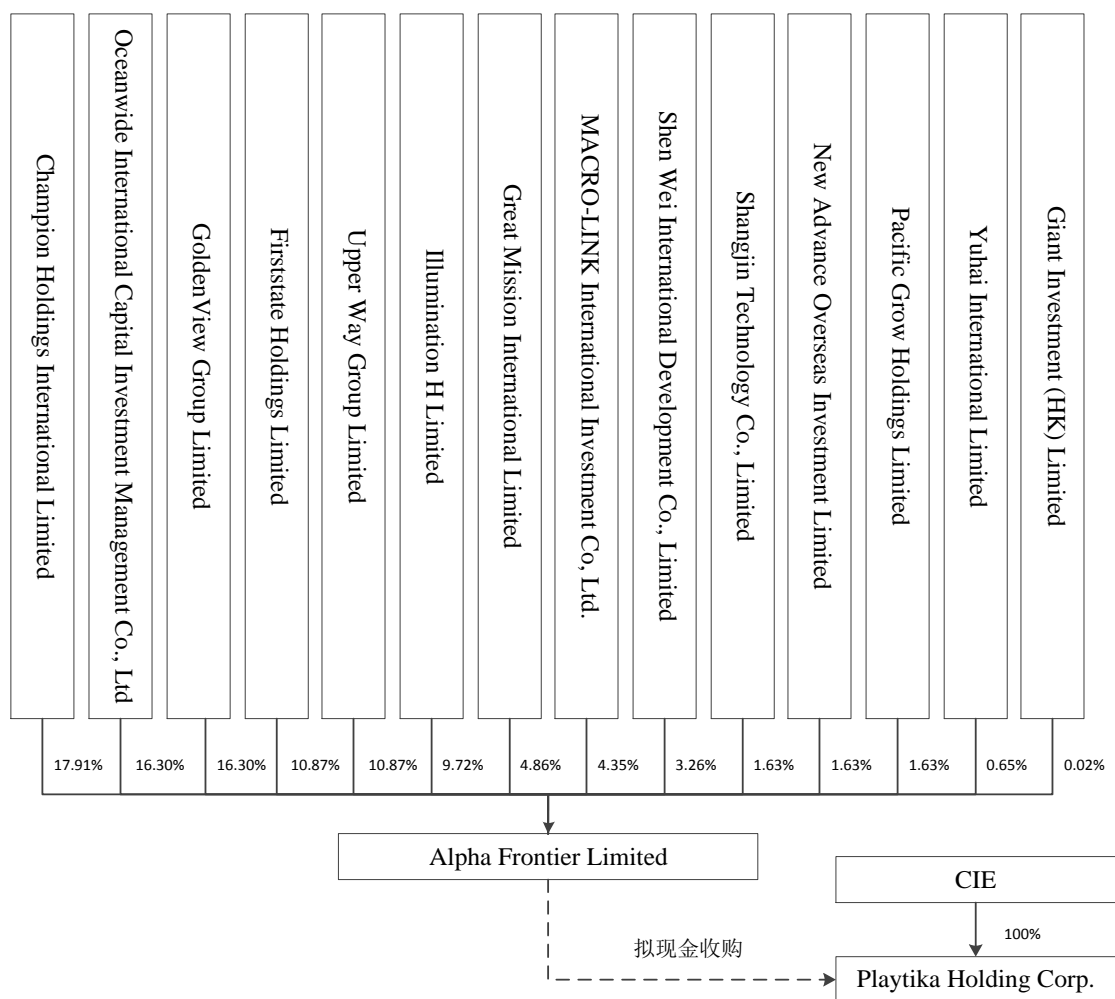 Champion Holdings International Limited
Oceanwide International Capital Investment Management Co., Ltd
GoldenView Group Limited
Firststate Holdings Limited
Upper Way Group Limited
Illumination H Limited
Great Mission International Limited
MACRO-LINK International Investment Co, Ltd.
Shen Wei International Development Co., Limited
Shangjin Technology Co., Limited
New Advance Overseas Investment Limited
Pacific Grow Holdings Limited
Yuhai International Limited
Giant Investment (HK) Limited
17.91% 16.30% 16.30% 10.87% 10.87% 9.72% 4.86% 4.35% 3.26% 1.63% 1.63% 1.63% 0.65% 0.02%
Alpha Frontier Limited
CIE
拟现金收购
100%
Playtika Holding Corp.